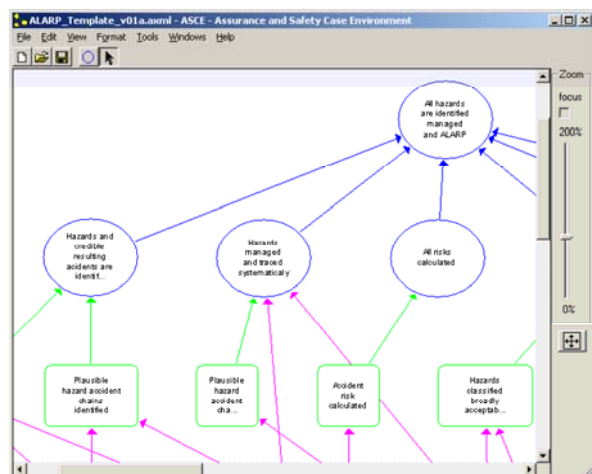 ALARP_Template_v01a.axml - ASCE - Assurance and Safety Case Environment
File Edit View Format Tools Windows Help
Zoom
focus
200%
0%
All hazards
are identified
managed
and ALARP
Hazards and
credible
resulting
accidents are
identif...
Hazards
managed
and traced
systematically
All risks
calculated
Plausible
hazard accident
chains
identified
Plausible
hazard
accident
cha...
Accident
risk
calculated
Hazards
classified
broadly
acceptab...